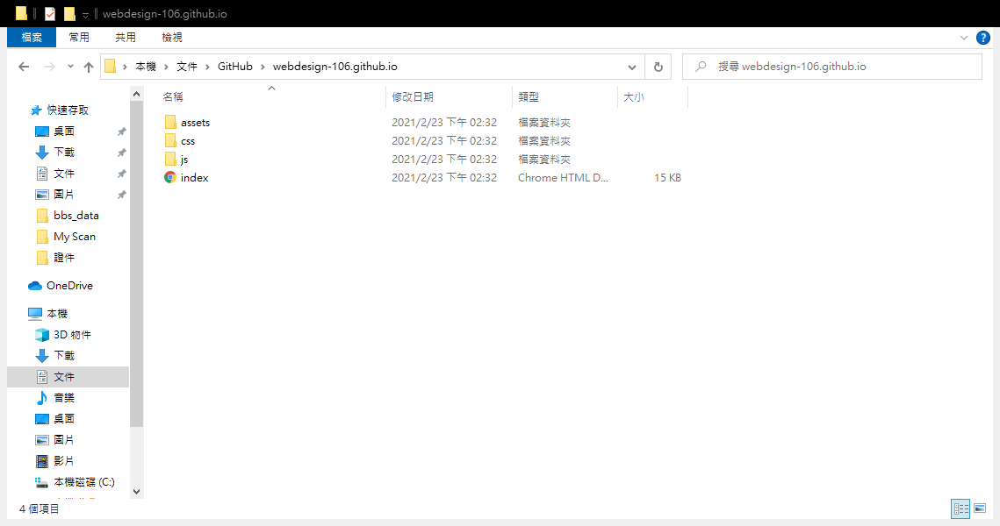 webdesign-106.github.io
檔案 常用 共用 檢視
本機 文件 GitHub webdesign-106.github.io
搜尋 webdesign-106.github.io
快速存取
桌面
下載
文件
圖片
bbs_data
My Scan
證件
OneDrive
本機
3D 物件
下載
文件
音樂
桌面
圖片
影片
本機磁碟 (C:)
名稱 修改日期 類型 大小
assets 2021/2/23 下午 02:32 檔案資料夾
css 2021/2/23 下午 02:32 檔案資料夾
js 2021/2/23 下午 02:32 檔案資料夾
index 2021/2/23 下午 02:32 Chrome HTML D... 15 KB
4 個項目